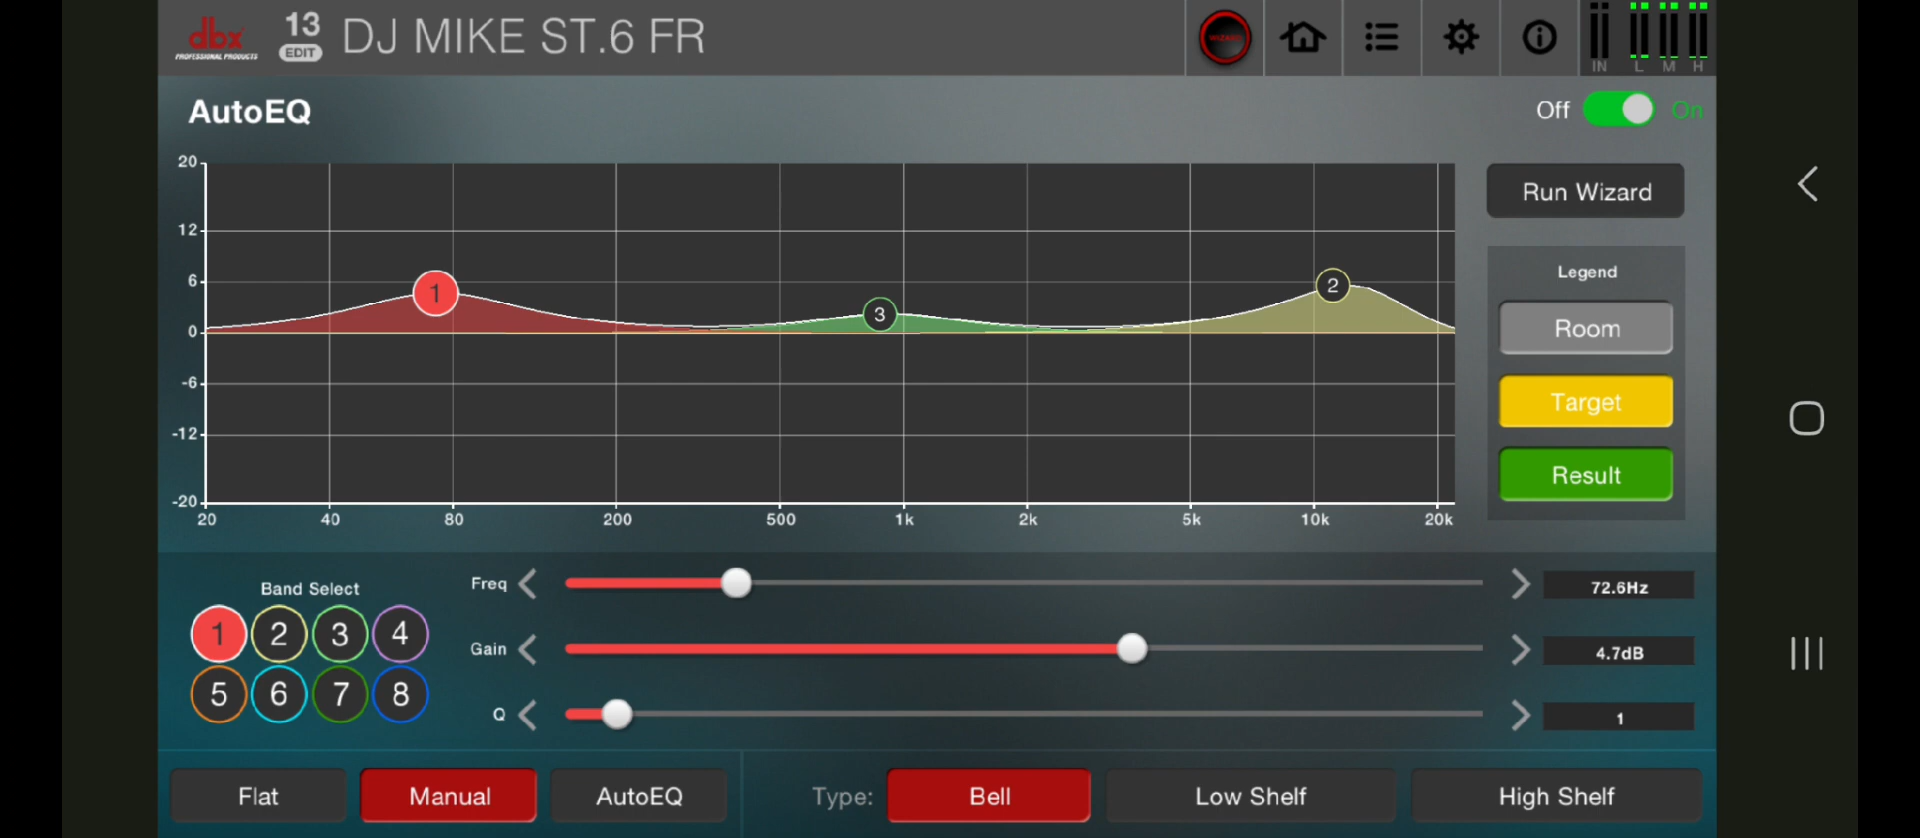 dbx
PROFESSIONAL PRODUCTS
13
EDIT
DJ MIKE ST.6 FR
WIZARD
IN L M H
AutoEQ
Off On
20
12
6
0
-6
-12
-20
1
3
2
20 40 80 200 500 1k 2k 5k 10k 20k
Run Wizard
Legend
Room
Target
Result
Band Select
1 2 3 4
5 6 7 8
Freq 72.6Hz
Gain 4.7dB
Q 1
Flat Manual AutoEQ Type: Bell Low Shelf High Shelf